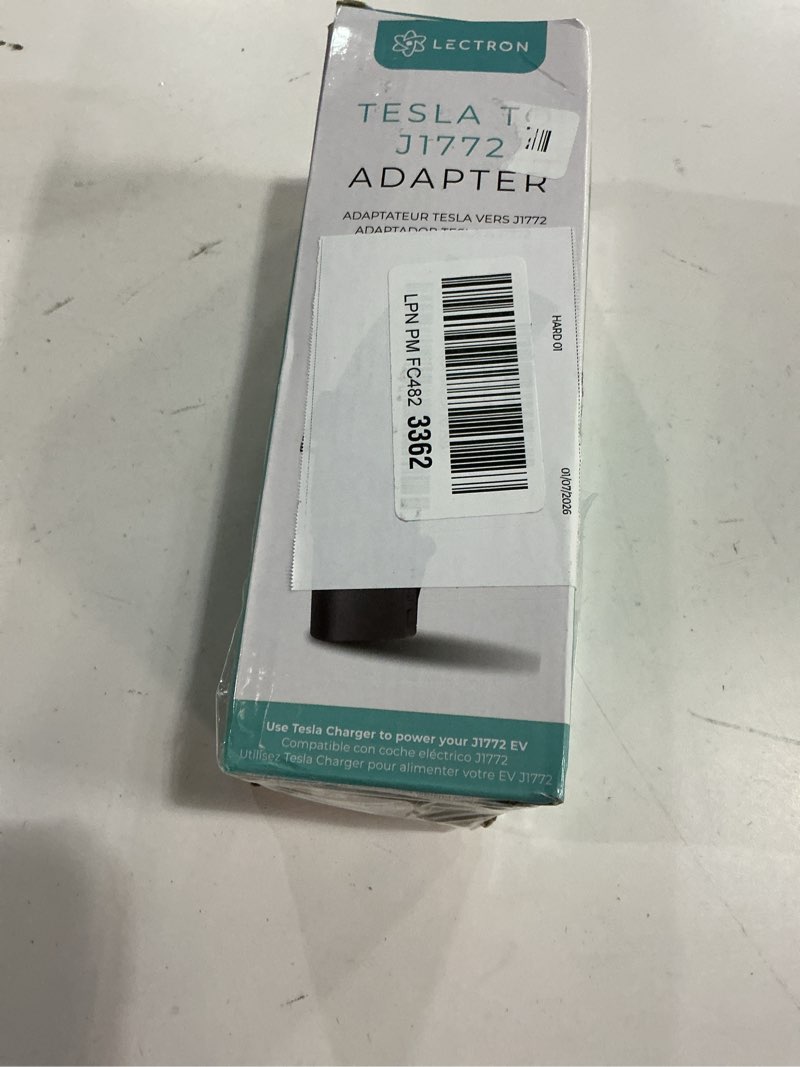 LECTRON
TESLA TO
J1772
ADAPTER
ADAPTATEUR TESLA VERS J1772
ADAPTADOR
HARD 01
LPN PM FC482 3362
01/07/2026
Use Tesla Charger to power your J1772 EV
Compatible con coche eléctrico J1772
Utilisez Tesla Charger pour alimenter votre EV J1772